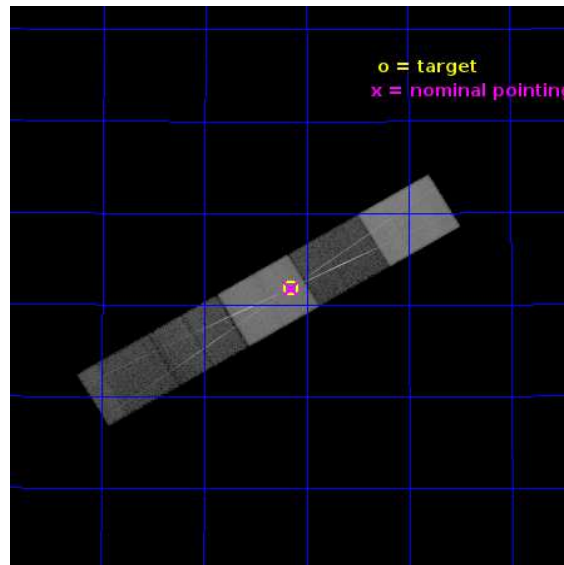 o = target
x = nominal pointing